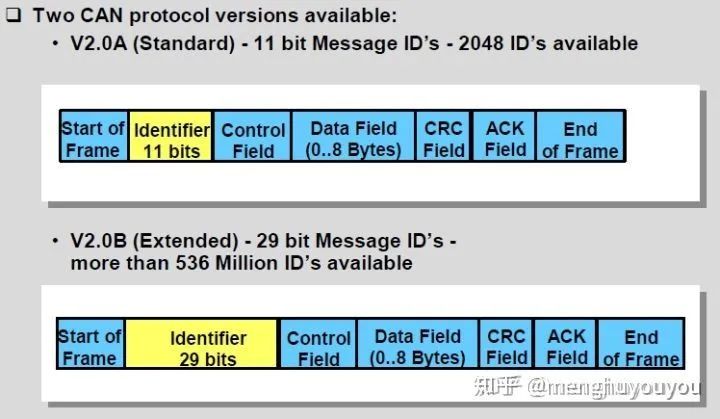 Two CAN protocol versions available:
• V2.0A (Standard) - 11 bit Message ID's - 2048 ID's available
Start of Frame
Identifier 11 bits
Control Field
Data Field (0..8 Bytes)
CRC Field
ACK Field
End of Frame
• V2.0B (Extended) - 29 bit Message ID's -
more than 536 Million ID's available
Start of Frame
Identifier 29 bits
Control Field
Data Field (0..8 Bytes)
CRC Field
ACK Field
End of Frame
知乎 @menghuyouyou